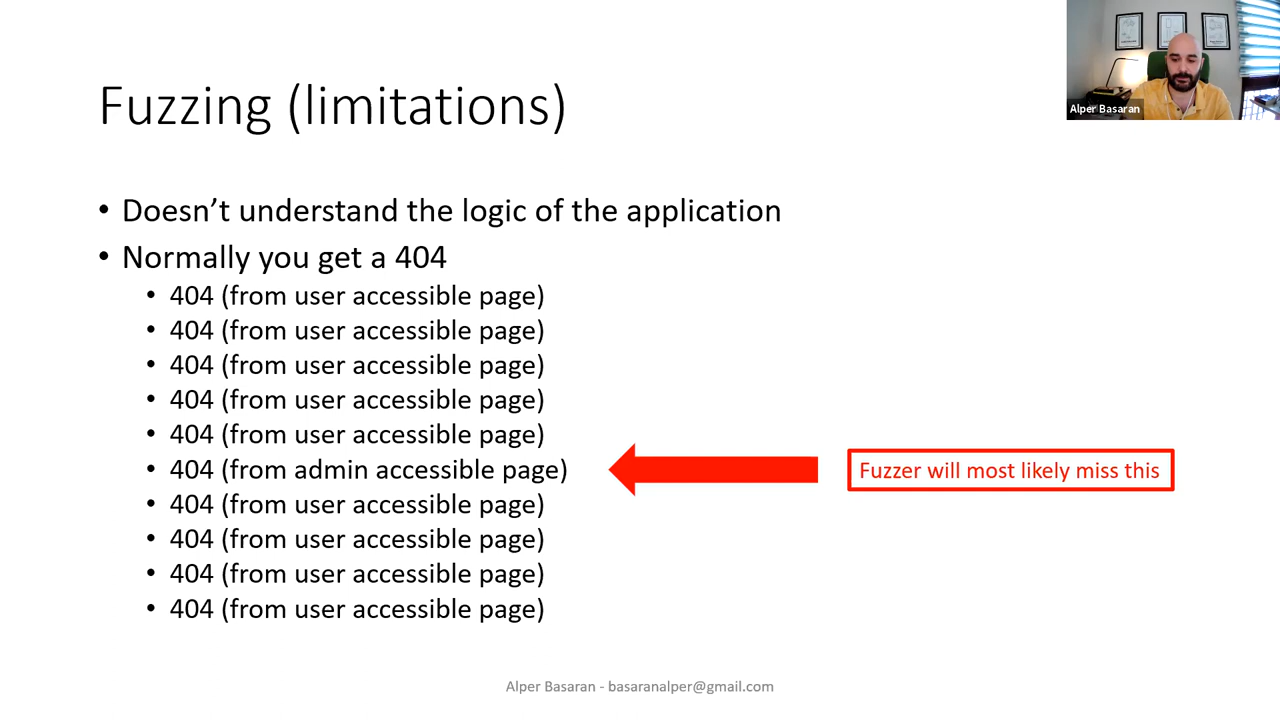 Alper Basaran
Fuzzing (limitations)
• Doesn’t understand the logic of the application
• Normally you get a 404
• 404 (from user accessible page)
• 404 (from user accessible page)
• 404 (from user accessible page)
• 404 (from user accessible page)
• 404 (from user accessible page)
• 404 (from admin accessible page)
Fuzzer will most likely miss this
• 404 (from user accessible page)
• 404 (from user accessible page)
• 404 (from user accessible page)
• 404 (from user accessible page)
Alper Basaran - basaranalper@gmail.com